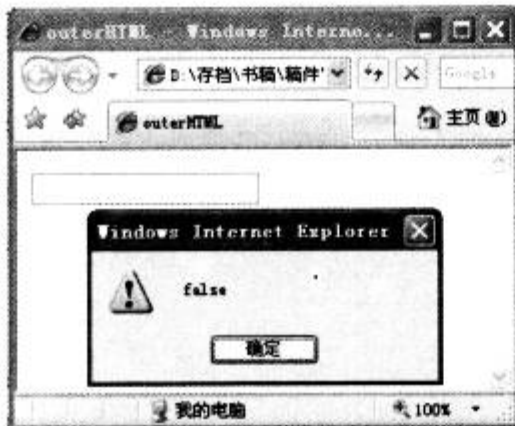 outerHTML - Windows Interne...
D:\存档\书稿\稿件'
Google
outerHTML
主页(M)
Windows Internet Explorer
false
确定
我的电脑
100%